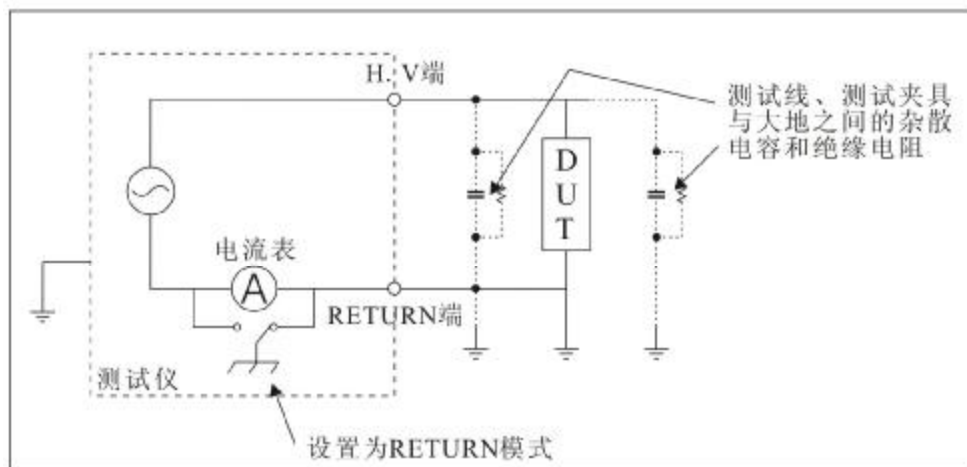 H. V端
测试线、测试夹具
与大地之间的杂散
电容和绝缘电阻
D
U
T
电流表
A
RETURN端
测试仪
设置为RETURN模式